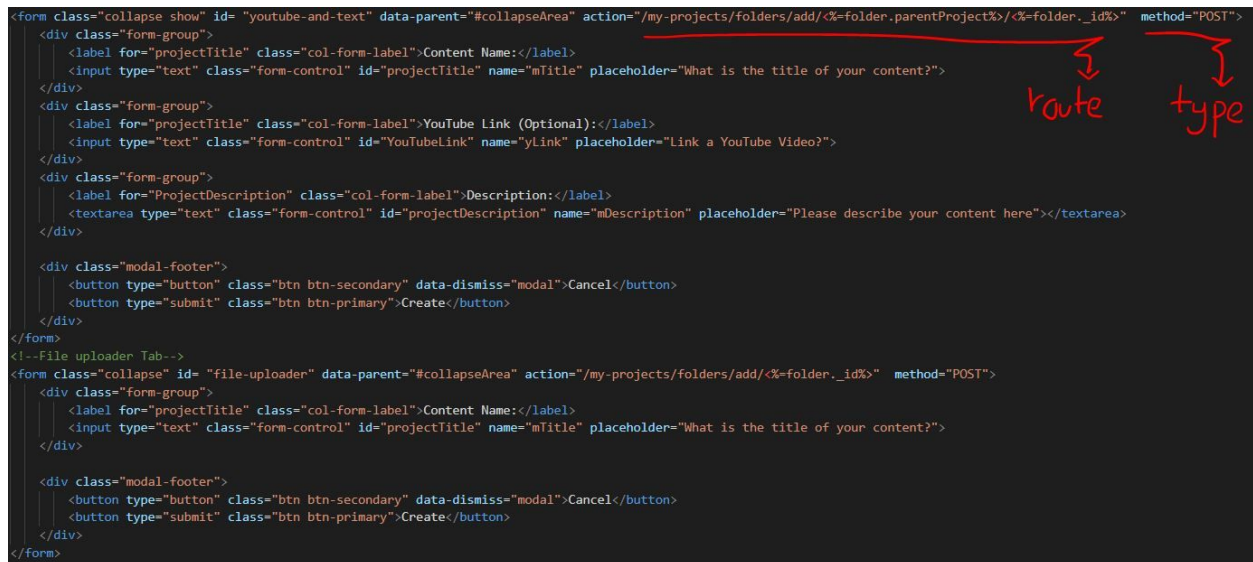 <form class="collapse show" id= "youtube-and-text" data-parent="#collapseArea" action="/my-projects/folders/add/<%=folder.parentProject%>/<%=folder._id%>"  method="POST">
<div class="form-group">
<label for="projectTitle" class="col-form-label">Content Name:</label>
<input type="text" class="form-control" id="projectTitle" name="mTitle" placeholder="What is the title of your content?">
</div>
<div class="form-group">
<label for="projectTitle" class="col-form-label">YouTube Link (Optional):</label>
<input type="text" class="form-control" id="YouTubeLink" name="yLink" placeholder="Link a YouTube Video?">
</div>
<div class="form-group">
<label for="ProjectDescription" class="col-form-label">Description:</label>
<textarea type="text" class="form-control" id="projectDescription" name="mDescription" placeholder="Please describe your content here"></textarea>
</div>
<div class="modal-footer">
<button type="button" class="btn btn-secondary" data-dismiss="modal">Cancel</button>
<button type="submit" class="btn btn-primary">Create</button>
</div>
</form>
<!--File uploader Tab-->
<form class="collapse" id= "file-uploader" data-parent="#collapseArea" action="/my-projects/folders/add/<%=folder._id%>"  method="POST">
<div class="form-group">
<label for="projectTitle" class="col-form-label">Content Name:</label>
<input type="text" class="form-control" id="projectTitle" name="mTitle" placeholder="What is the title of your content?">
</div>
<div class="modal-footer">
<button type="button" class="btn btn-secondary" data-dismiss="modal">Cancel</button>
<button type="submit" class="btn btn-primary">Create</button>
</div>
</form>
route
type